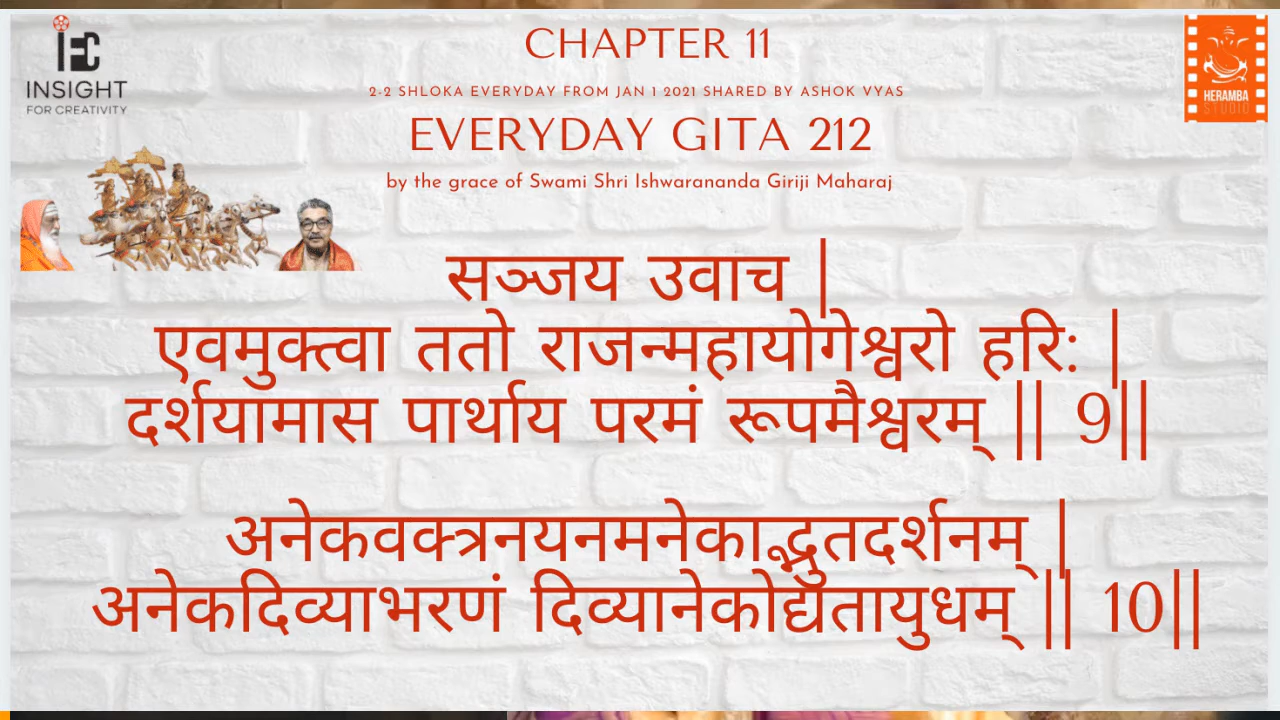 IFC
INSIGHT
FOR CREATIVITY
CHAPTER 11
2-2 SHLOKA EVERYDAY FROM JAN 1 2021 SHARED BY ASHOK VYAS
EVERYDAY GITA 212
by the grace of Swami Shri Ishwarananda Giriji Maharaj
HERAMBA
STUDIO
सञ्जय उवाच |
एवमुक्त्वा ततो राजन्महायोगेश्वरो हरि: |
दर्शयामास पार्थाय परमं रूपमैश्वरम् || 9||
अनेकवक्त्रनयनमनेकाद्भुतदर्शनम् |
अनेकदिव्याभरणं दिव्यानेकोद्यतायुधम् || 10||